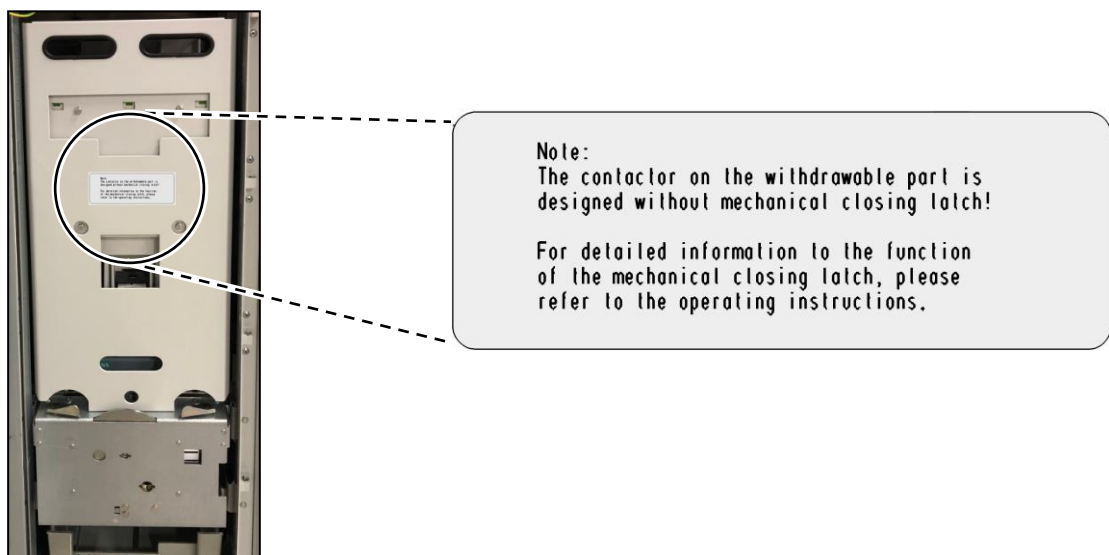 Note:
The contactor on the withdrawable part is
designed without mechanical closing latch!
For detailed information to the function
of the mechanical closing latch, please
refer to the operating instructions.